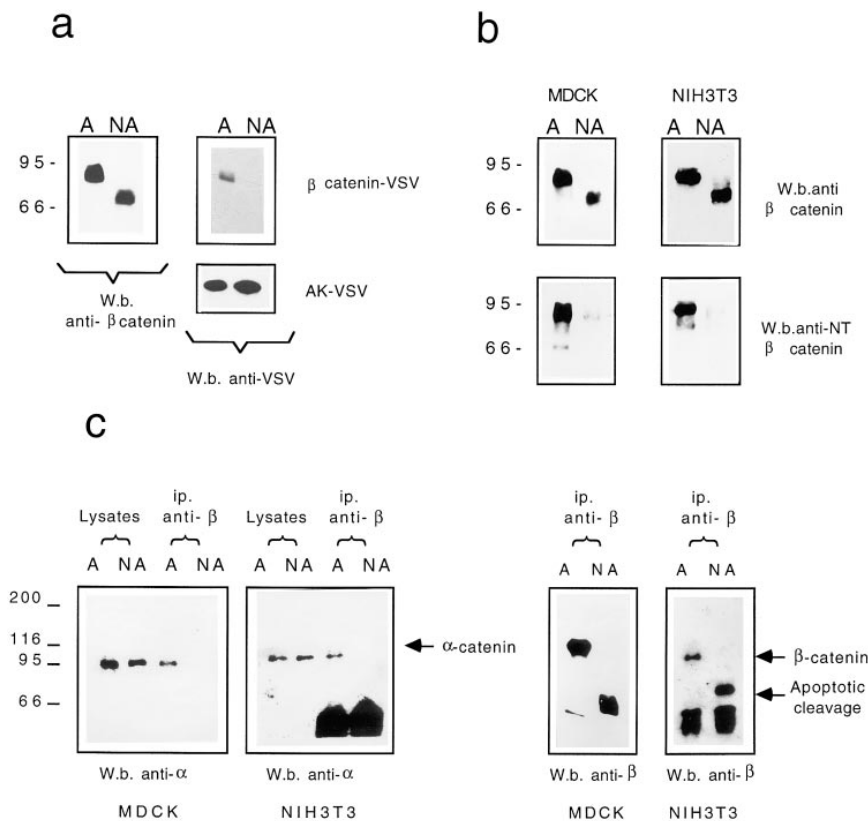 a
A NA
A NA
95-
66-
β catenin-VSV
AK-VSV
W.b.
anti- β catenin
W.b. anti-VSV
b
MDCK NIH3T3
A NA A NA
95-
66-
W.b.anti
β catenin
95-
66-
W.b.anti-NT
β catenin
c
Lysates ip. anti-β Lysates ip. anti-β
A NA A NA A NA A NA
200
116
95
66
α-catenin
W.b. anti-α W.b. anti-α
MDCK NIH3T3
ip. anti-β ip. anti-β
A NA A NA
β-catenin
Apoptotic
cleavage
W.b. anti-β W.b. anti-β
MDCK NIH3T3